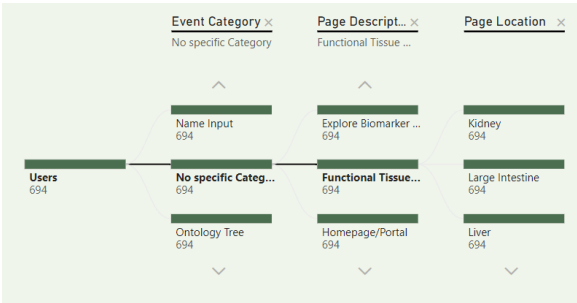 Event Category ×
Page Descript... ×
Page Location ×
No specific Category
Functional Tissue ...
Name Input
694
Explore Biomarker ...
694
Kidney
694
Users
694
No specific Categ...
694
Functional Tissue...
694
Large Intestine
694
Ontology Tree
694
Homepage/Portal
694
Liver
694